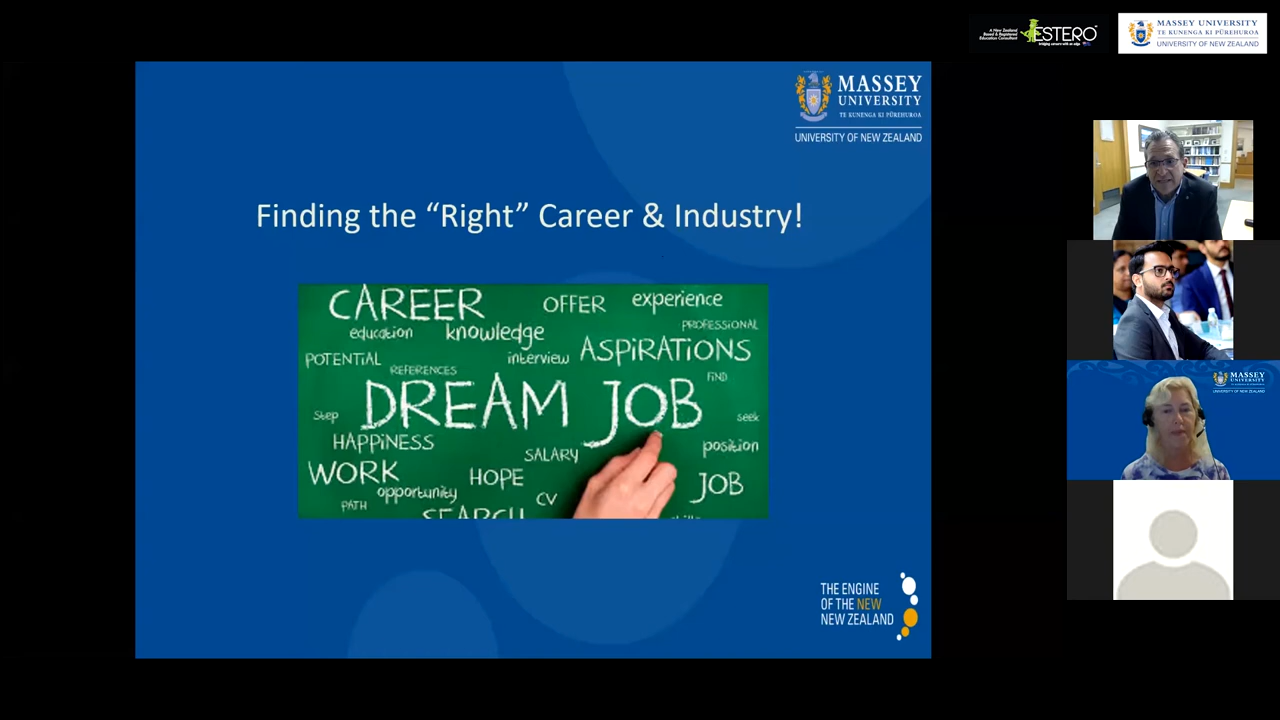 A New Zealand
Based & Registered
Education Consultant
ESTERO
bridging careers with an edge
MASSEY UNIVERSITY
TE KUNENGA KI PŪREHUROA
UNIVERSITY OF NEW ZEALAND
MASSEY
UNIVERSITY
TE KUNENGA KI PŪREHUROA
UNIVERSITY OF NEW ZEALAND
Finding the “Right” Career & Industry!
CAREER OFFER experience
education knowledge PROFESSIONAL
POTENTIAL interview ASPIRATIONS
REFERENCES FIND
DREAM JOB
Step seek
HAPPINESS SALARY position
WORK HOPE JOB
opportunity CV
PATH
SEARCH skills
THE ENGINE
OF THE NEW
NEW ZEALAND
MASSEY
UNIVERSITY
UNIVERSITY OF NEW ZEALAND